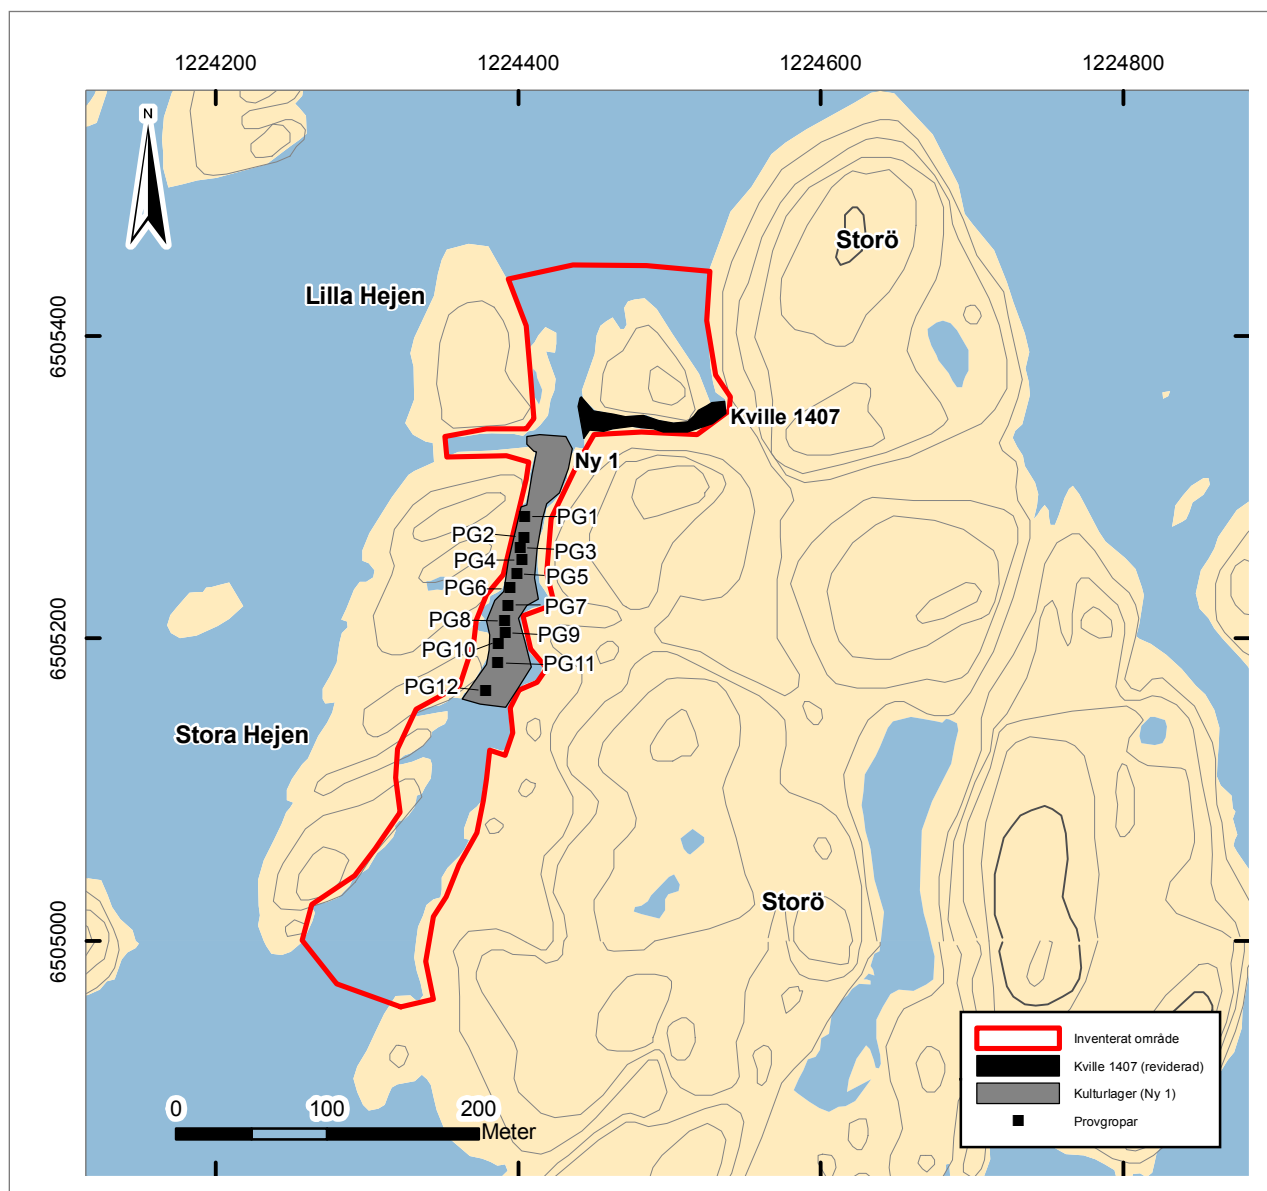 1224200 1224400 1224600 1224800
N
Storö
Lilla Hejen
6505400
Kville 1407
Ny 1
PG1
PG2
PG3
PG4
PG5
PG6
PG7
PG8
PG9
PG10
PG11
PG12
6505200
Stora Hejen
Storö
6505000
Inventerat område
Kville 1407 (reviderad)
Kulturlager (Ny 1)
Provgropar
0 100 200
Meter